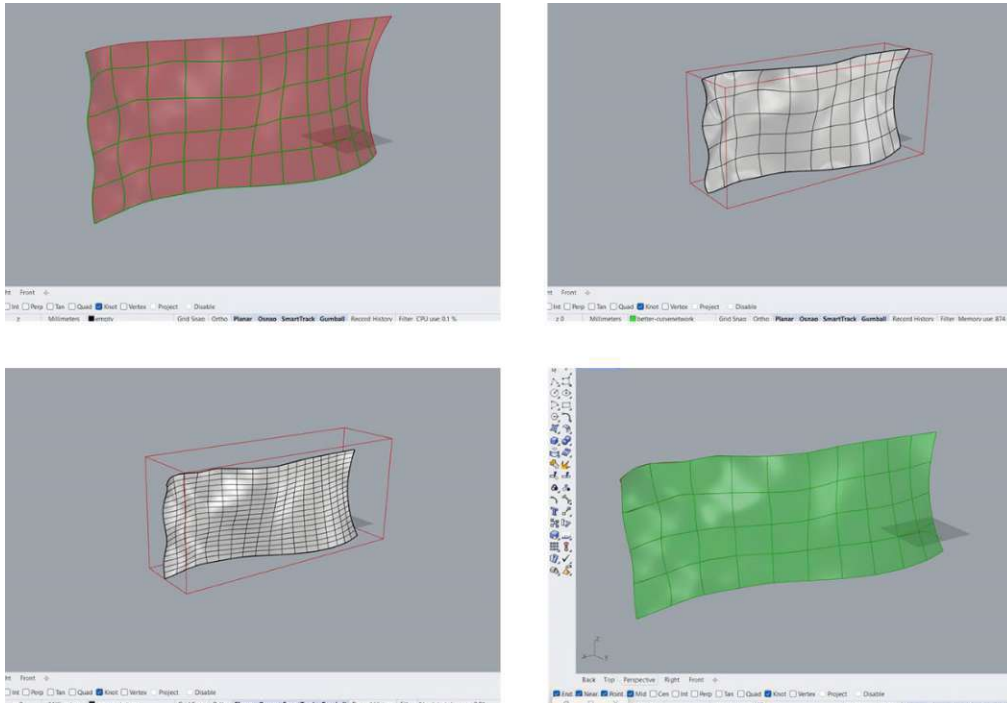 Front
Int Perp Tan Quad Knot Vertex Project Disable
z Millimeters empty Grid Snap Ortho Planar Osnap SmartTrack Gumball Record History Filter CPU use: 0.1 %
Front
Int Perp Tan Quad Knot Vertex Project Disable
z 0 Millimeters better-curvenetwork Grid Snap Ortho Planar Osnap SmartTrack Gumball Record History Filter Memory use: 874
Front
Int Perp Tan Quad Knot Vertex Project Disable
z
x y
Back Top Perspective Right Front
End Near Point Mid Cen Int Perp Tan Quad Knot Vertex Project Disable